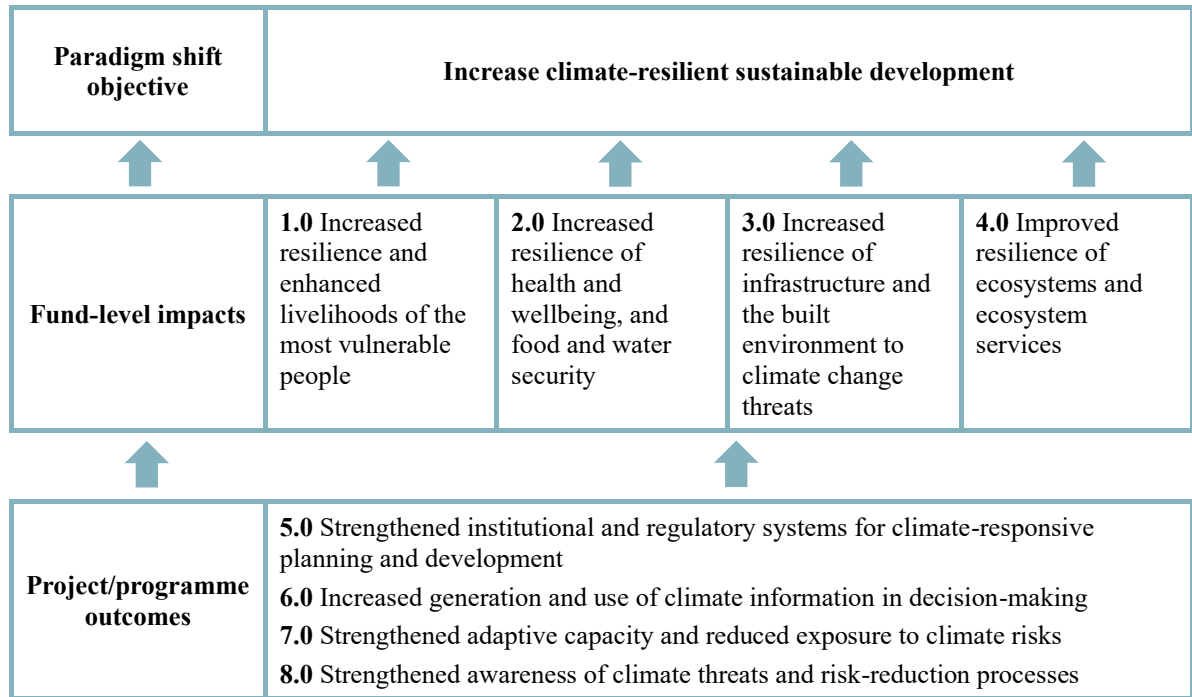 Paradigm shift
objective
Increase climate-resilient sustainable development
Fund-level impacts
1.0 Increased
resilience and
enhanced
livelihoods of the
most vulnerable
people
2.0 Increased
resilience of
health and
wellbeing, and
food and water
security
3.0 Increased
resilience of
infrastructure and
the built
environment to
climate change
threats
4.0 Improved
resilience of
ecosystems and
ecosystem
services
Project/programme
outcomes
5.0 Strengthened institutional and regulatory systems for climate-responsive
planning and development
6.0 Increased generation and use of climate information in decision-making
7.0 Strengthened adaptive capacity and reduced exposure to climate risks
8.0 Strengthened awareness of climate threats and risk-reduction processes